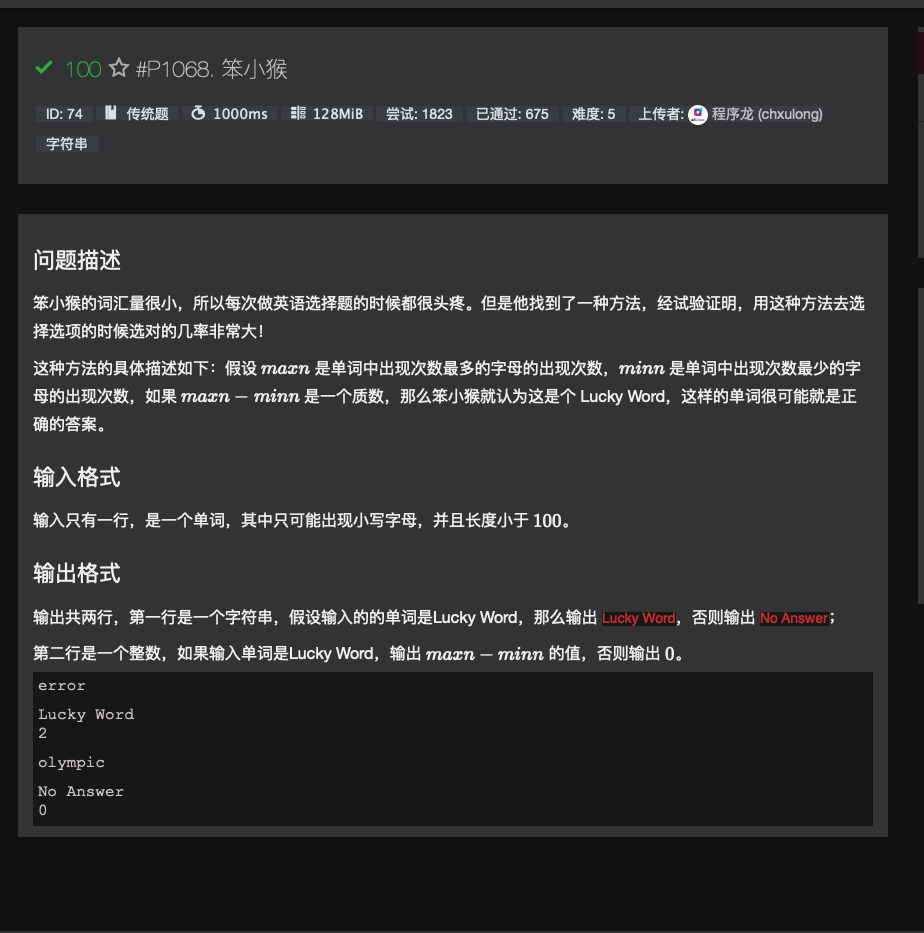 100 #P1068. 笨小猴
ID: 74 传统题 1000ms 128MiB 尝试: 1823 已通过: 675 难度: 5 上传者: 程序龙 (chxulong)
字符串
问题描述
笨小猴的词汇量很小，所以每次做英语选择题的时候都很头疼。但是他找到了一种方法，经试验证明，用这种方法去选
择选项的时候选对的几率非常大！
这种方法的具体描述如下：假设 maxn 是单词中出现次数最多的字母的出现次数，minn 是单词中出现次数最少的字
母的出现次数，如果 maxn − minn 是一个质数，那么笨小猴就认为这是个 Lucky Word，这样的单词很可能就是正
确的答案。
输入格式
输入只有一行，是一个单词，其中只可能出现小写字母，并且长度小于 100。
输出格式
输出共两行，第一行是一个字符串，假设输入的的单词是Lucky Word，那么输出 Lucky Word，否则输出 No Answer；
第二行是一个整数，如果输入单词是Lucky Word，输出 maxn − minn 的值，否则输出 0。
error
Lucky Word
2
olympic
No Answer
0